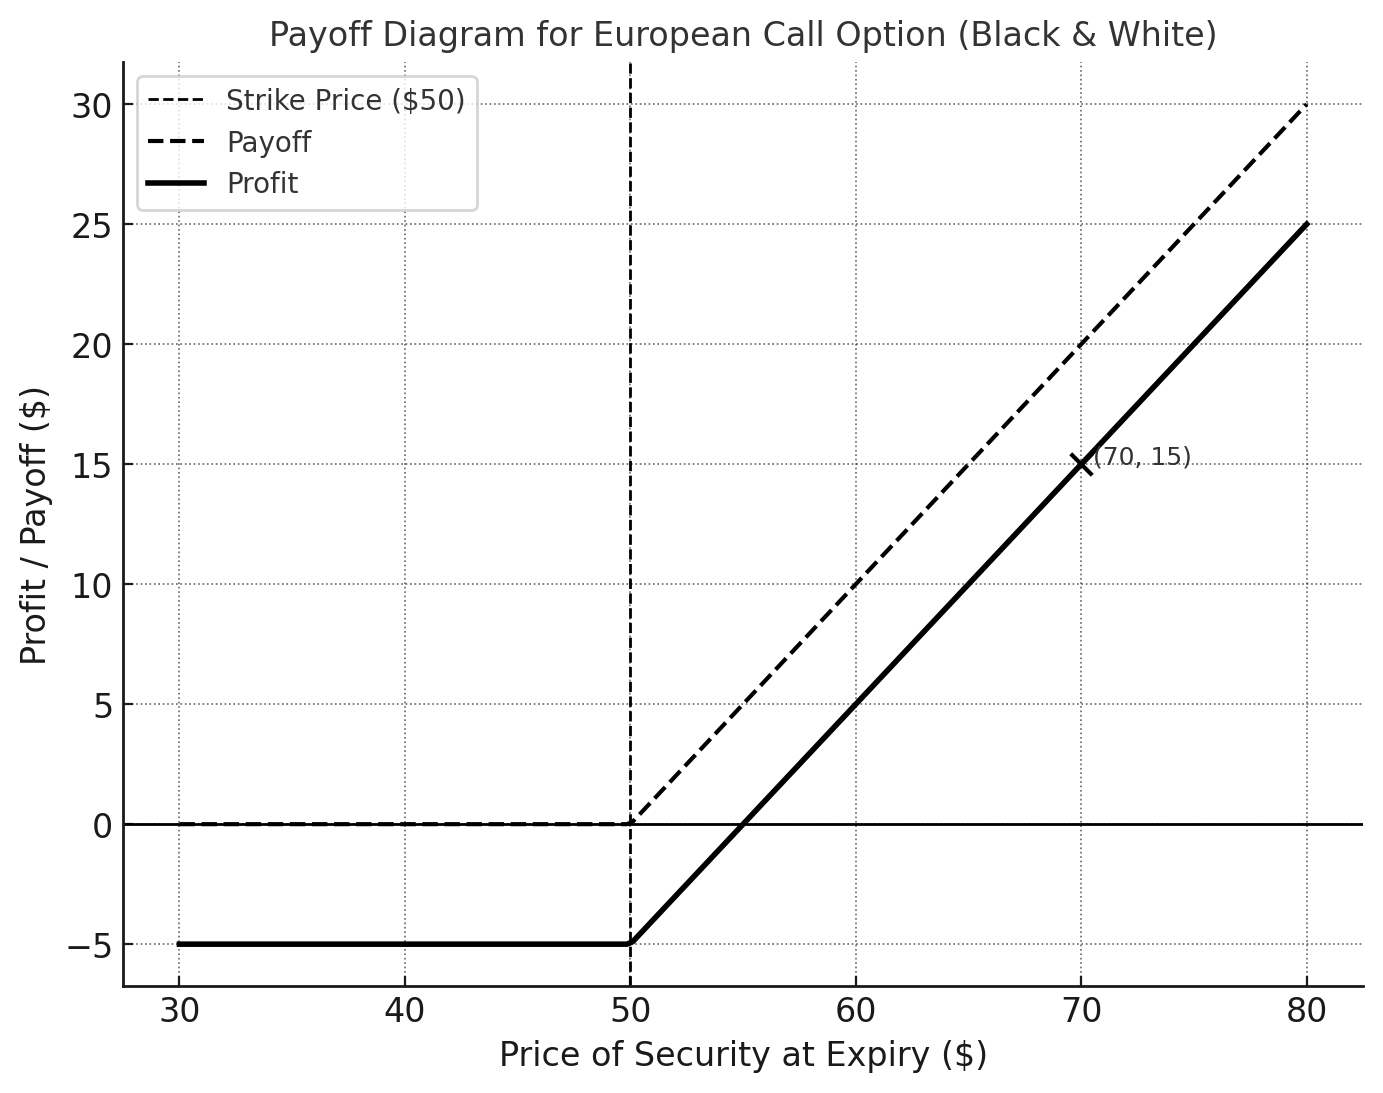 Payoff Diagram for European Call Option (Black & White)
Strike Price ($50)
Payoff
Profit
30
25
20
15
10
5
0
−5
Profit / Payoff ($)
(70, 15)
30 40 50 60 70 80
Price of Security at Expiry ($)